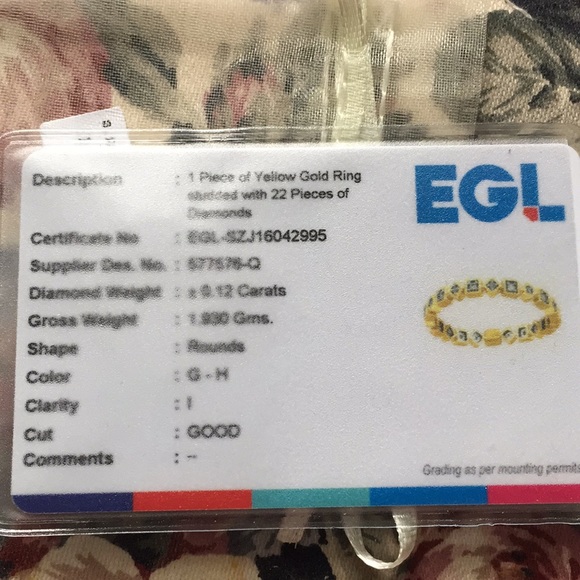 EGL
Description : 1 Piece of Yellow Gold Ring
studded with 22 Pieces of
Diamonds
Certificate No : EGL-SZJ16042995
Supplier Des. No. : 577576-Q
Diamond Weight : ± 0.12 Carats
Gross Weight : 1.930 Gms.
Shape : Rounds
Color : G - H
Clarity : I
Cut : GOOD
Comments : --
Grading as per mounting permits